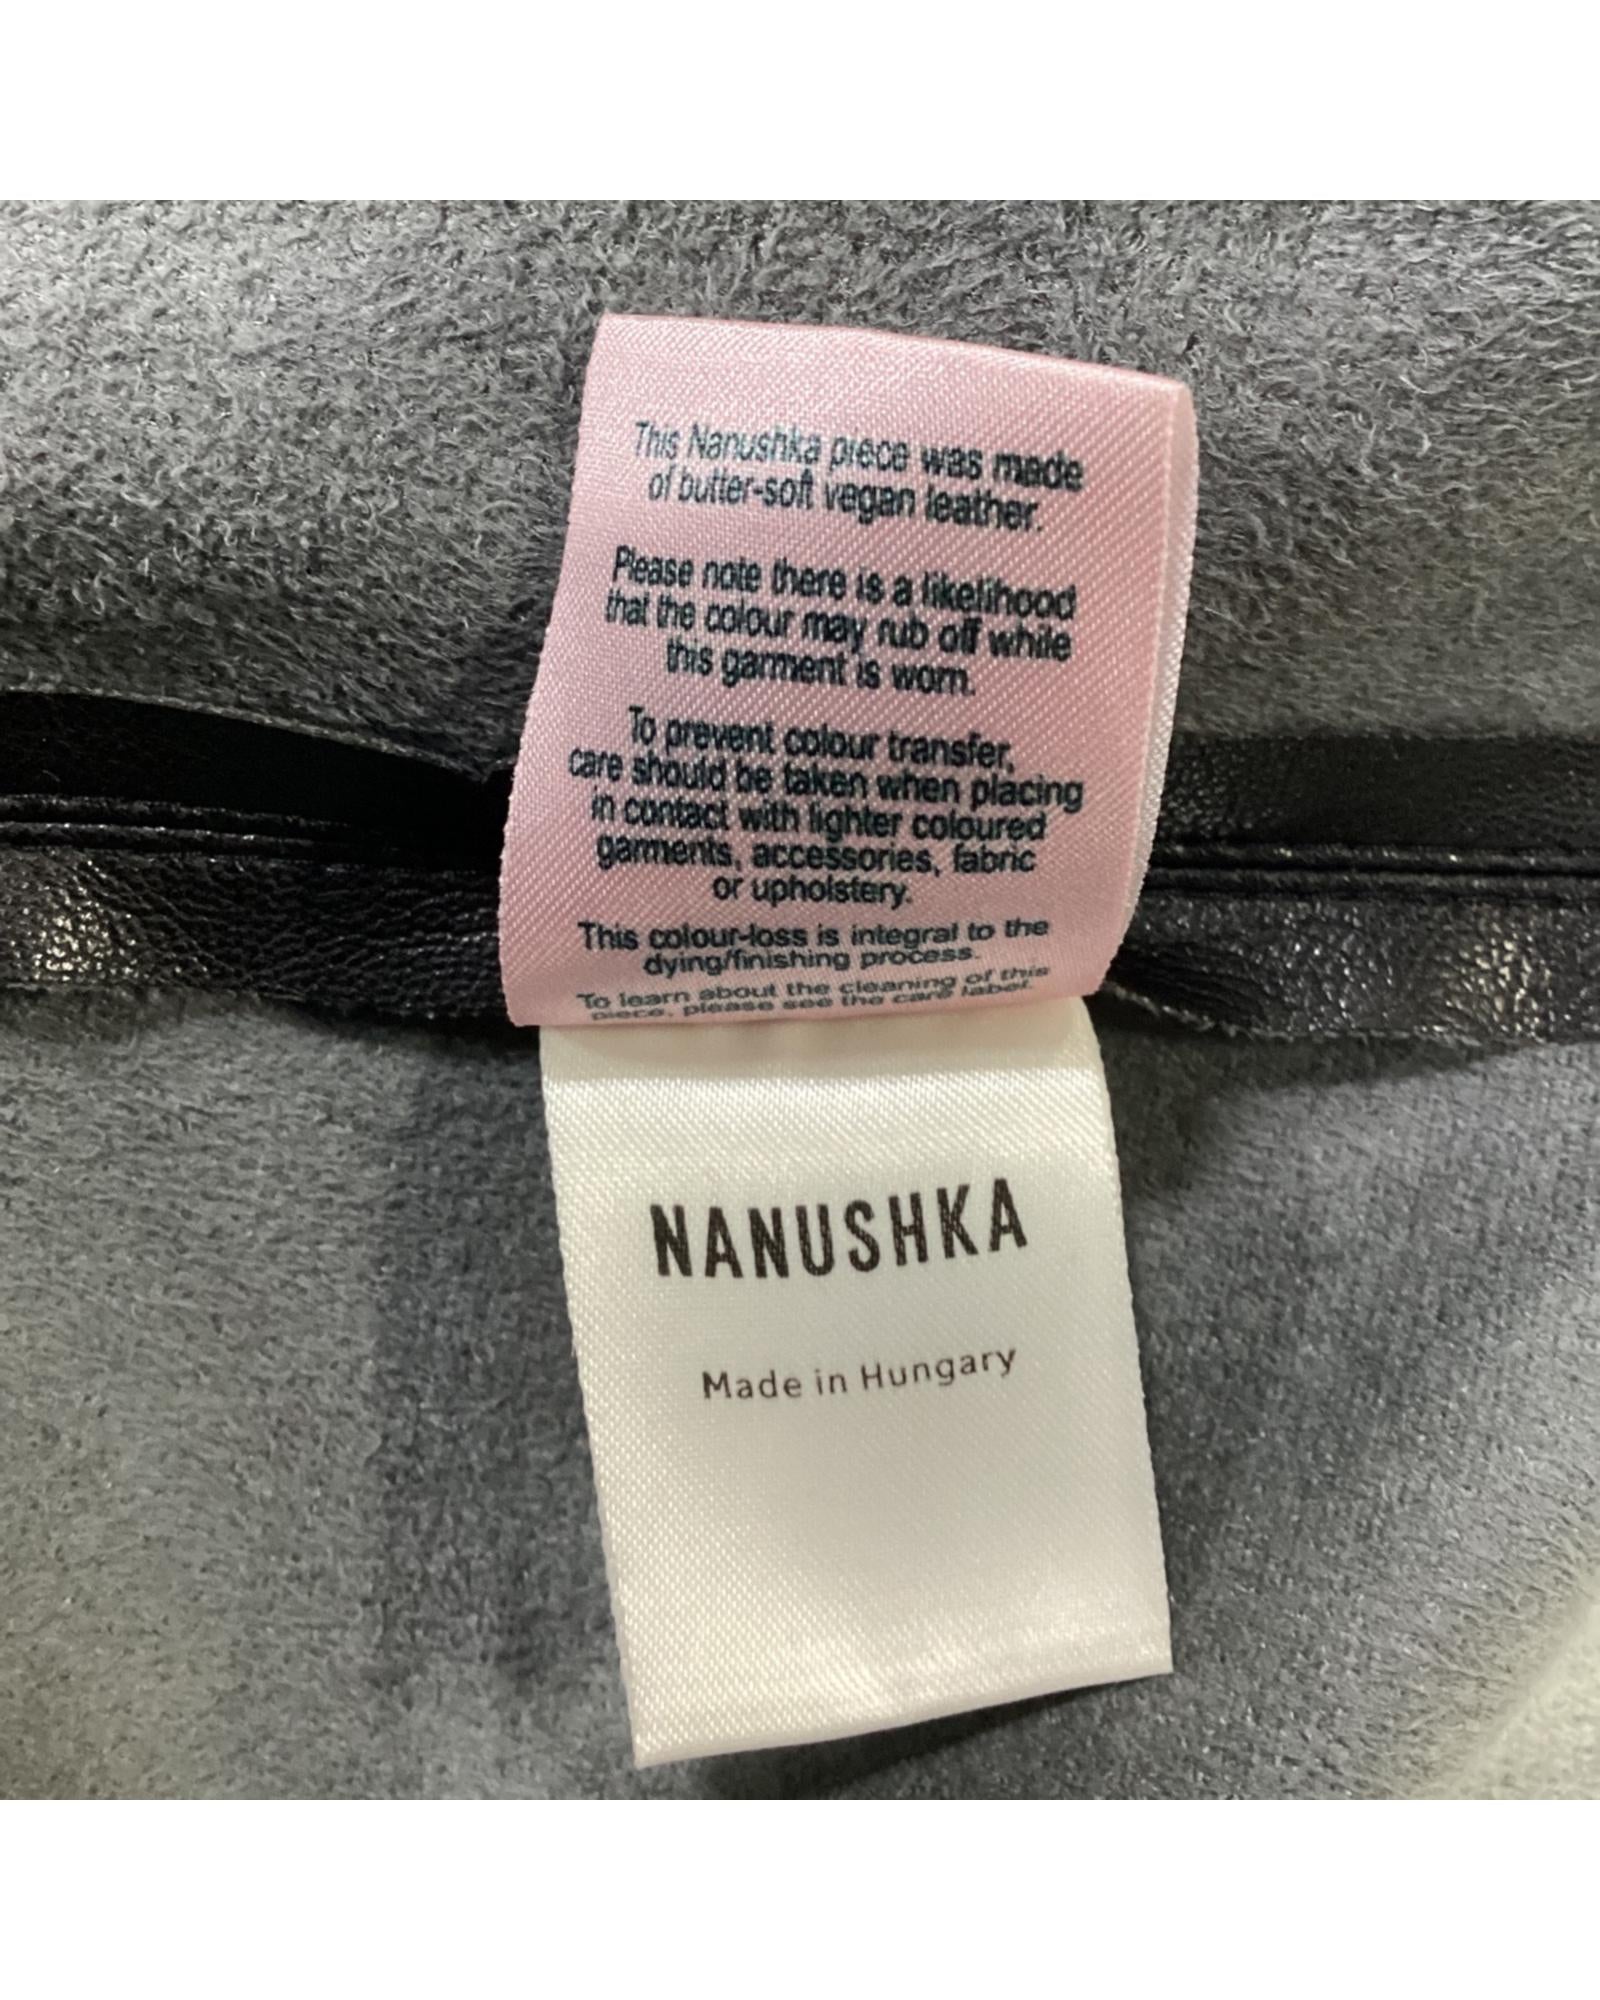 This Nanushka piece was made
of butter-soft vegan leather.
Please note there is a likelihood
that the colour may rub off while
this garment is worn.
To prevent colour transfer,
care should be taken when placing
in contact with lighter coloured
garments, accessories, fabric
or upholstery.
This colour-loss is integral to the
dying/finishing process.
To learn about the cleaning of this
piece, please see the care label.
NANUSHKA
Made in Hungary